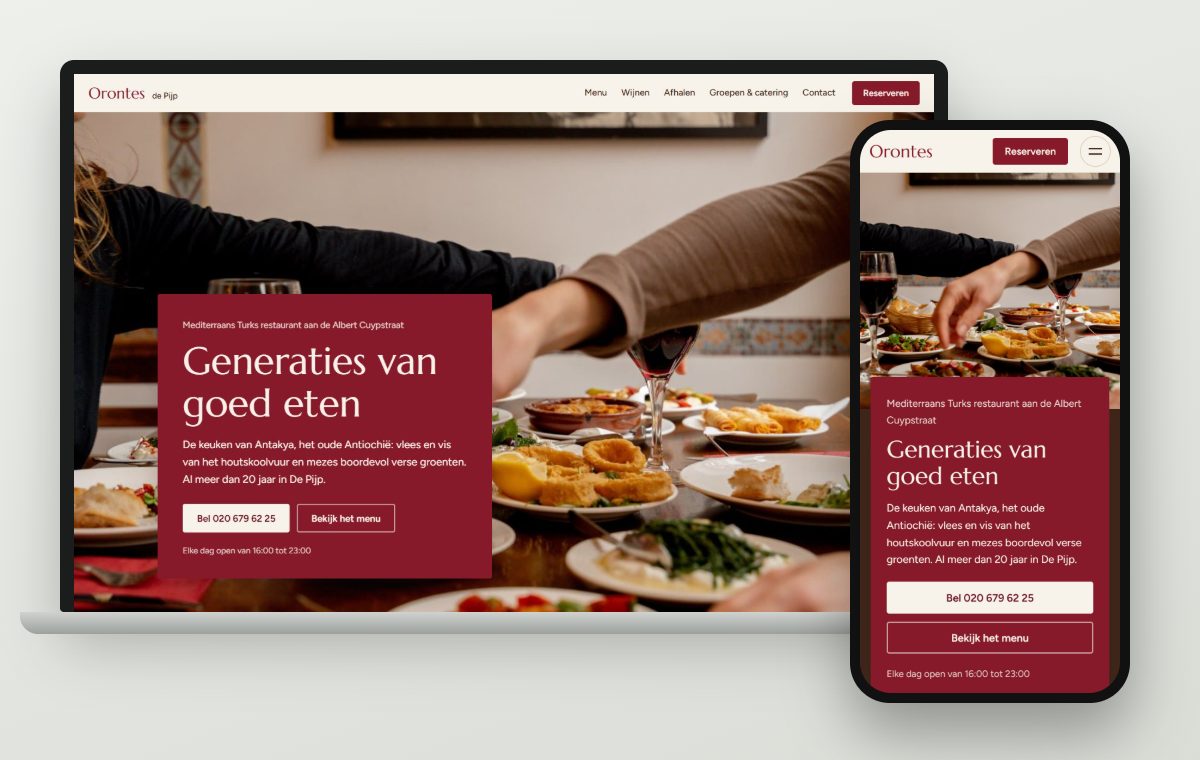 Orontes de Pijp
Menu Wijnen Afhalen Groepen & catering Contact Reserveren
Mediterraans Turks restaurant aan de Albert Cuypstraat
Generaties van
goed eten
De keuken van Antakya, het oude Antiochië: vlees en vis
van het houtskoolvuur en mezes boordevol verse groenten.
Al meer dan 20 jaar in De Pijp.
Bel 020 679 62 25 Bekijk het menu
Elke dag open van 16:00 tot 23:00
Orontes Reserveren
Mediterraans Turks restaurant aan de Albert
Cuypstraat
Generaties van
goed eten
De keuken van Antakya, het oude
Antiochië: vlees en vis van het
houtskoolvuur en mezes boordevol verse
groenten. Al meer dan 20 jaar in De Pijp.
Bel 020 679 62 25
Bekijk het menu
Elke dag open van 16:00 tot 23:00